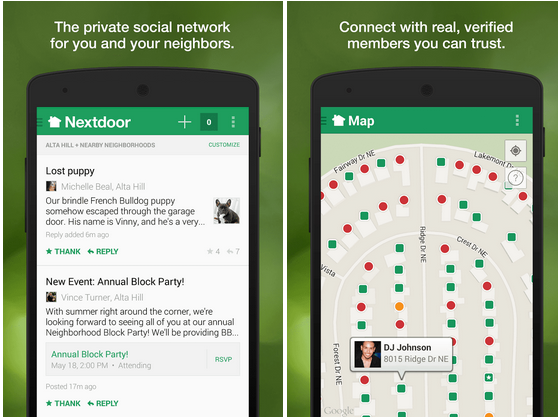 The private social network
for you and your neighbors.
Nextdoor
0
ALTA HILL + NEARBY NEIGHBORHOODS
CUSTOMIZE
Lost puppy
Michelle Beal, Alta Hill
Our brindle French Bulldog puppy
somehow escaped through the garage
door. His name is Vinny, and he's a very...
Reply added 6m ago
THANK REPLY
4 7
New Event: Annual Block Party!
Vince Turner, Alta Hill
With summer right around the corner, we're
looking forward to seeing all of you at our annual
Neighborhood Block Party! We'll be providing BB...
Annual Block Party!
May 18, 2:00 PM • Attending
RSVP
Posted 17m ago
THANK REPLY
Connect with real, verified
members you can trust.
Map
Fairway Dr NE
Lakemont Dr
?
Ridge Dr NE
Crest Dr NE
Vista
Forest Dr NE
DJ Johnson
8015 Ridge Dr NE
Google